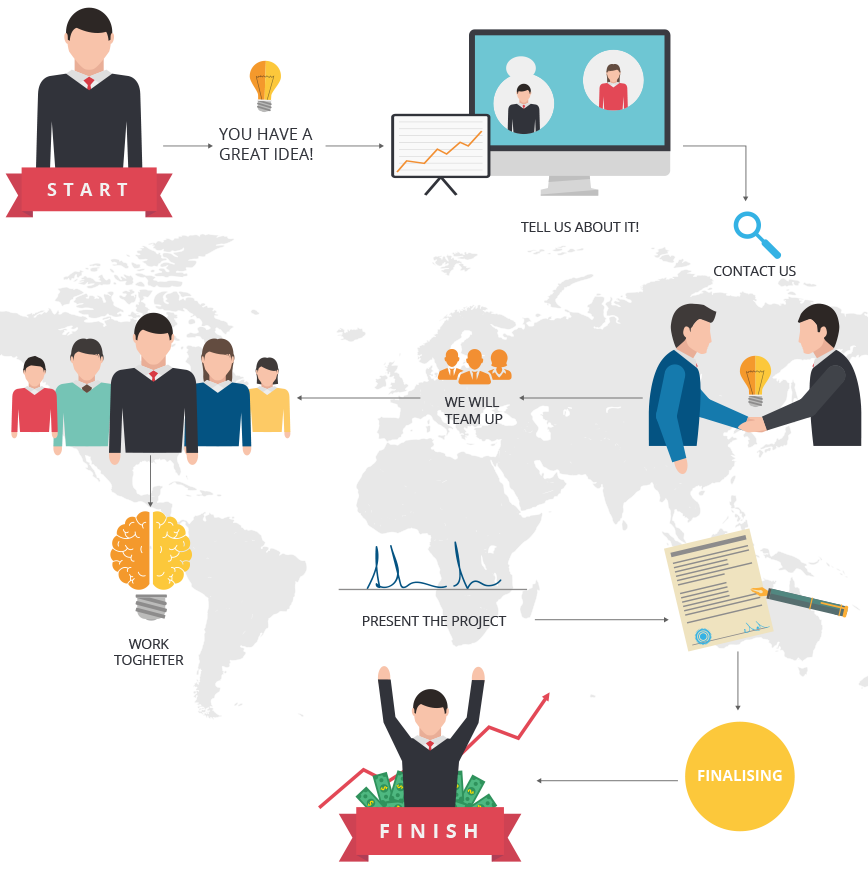 START
YOU HAVE A
GREAT IDEA!
TELL US ABOUT IT!
CONTACT US
WE WILL
TEAM UP
WORK
TOGHETER
PRESENT THE PROJECT
FINALISING
FINISH